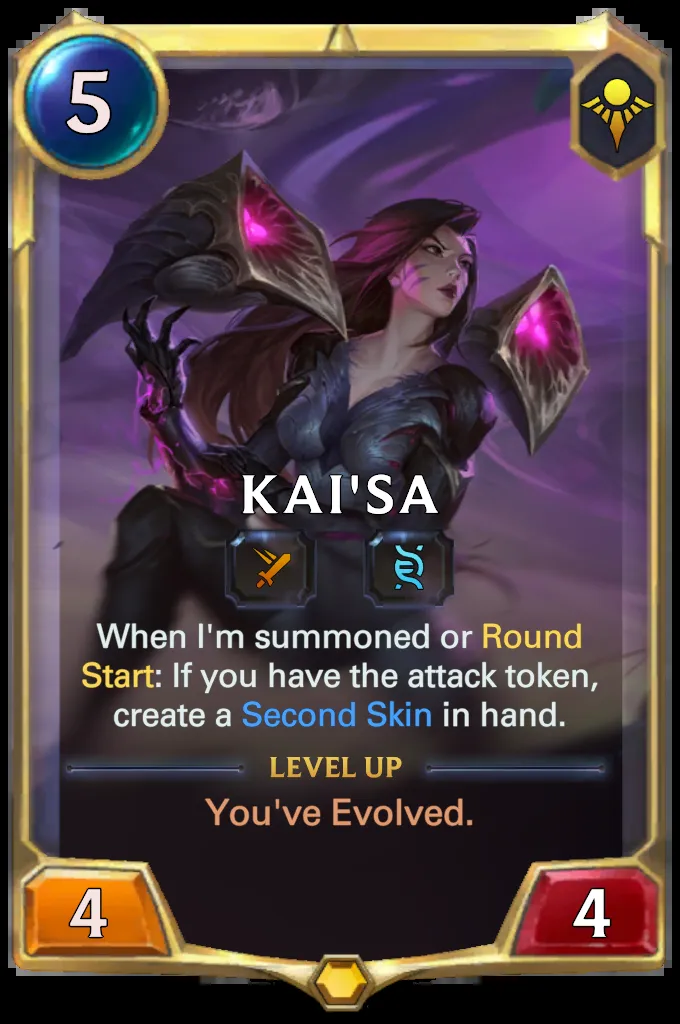 5
KAI'SA
When I'm summoned or Round
Start: If you have the attack token,
create a Second Skin in hand.
LEVEL UP
You've Evolved.
4
4